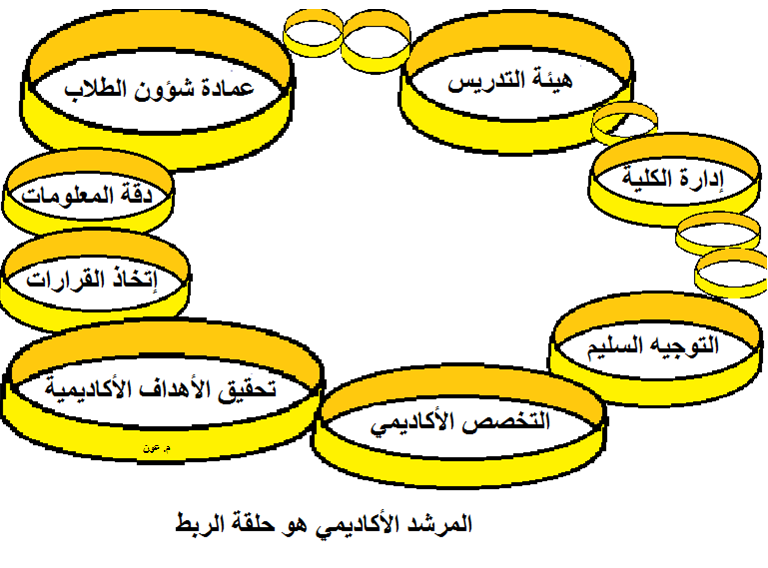 هيئة التدريس
عمادة شؤون الطلاب
إدارة الكلية
دقة المعلومات
إتخاذ القرارات
التوجيه السليم
تحقيق الأهداف الأكاديمية
التخصص الأكاديمي
م. عون
المرشد الأكاديمي هو حلقة الربط